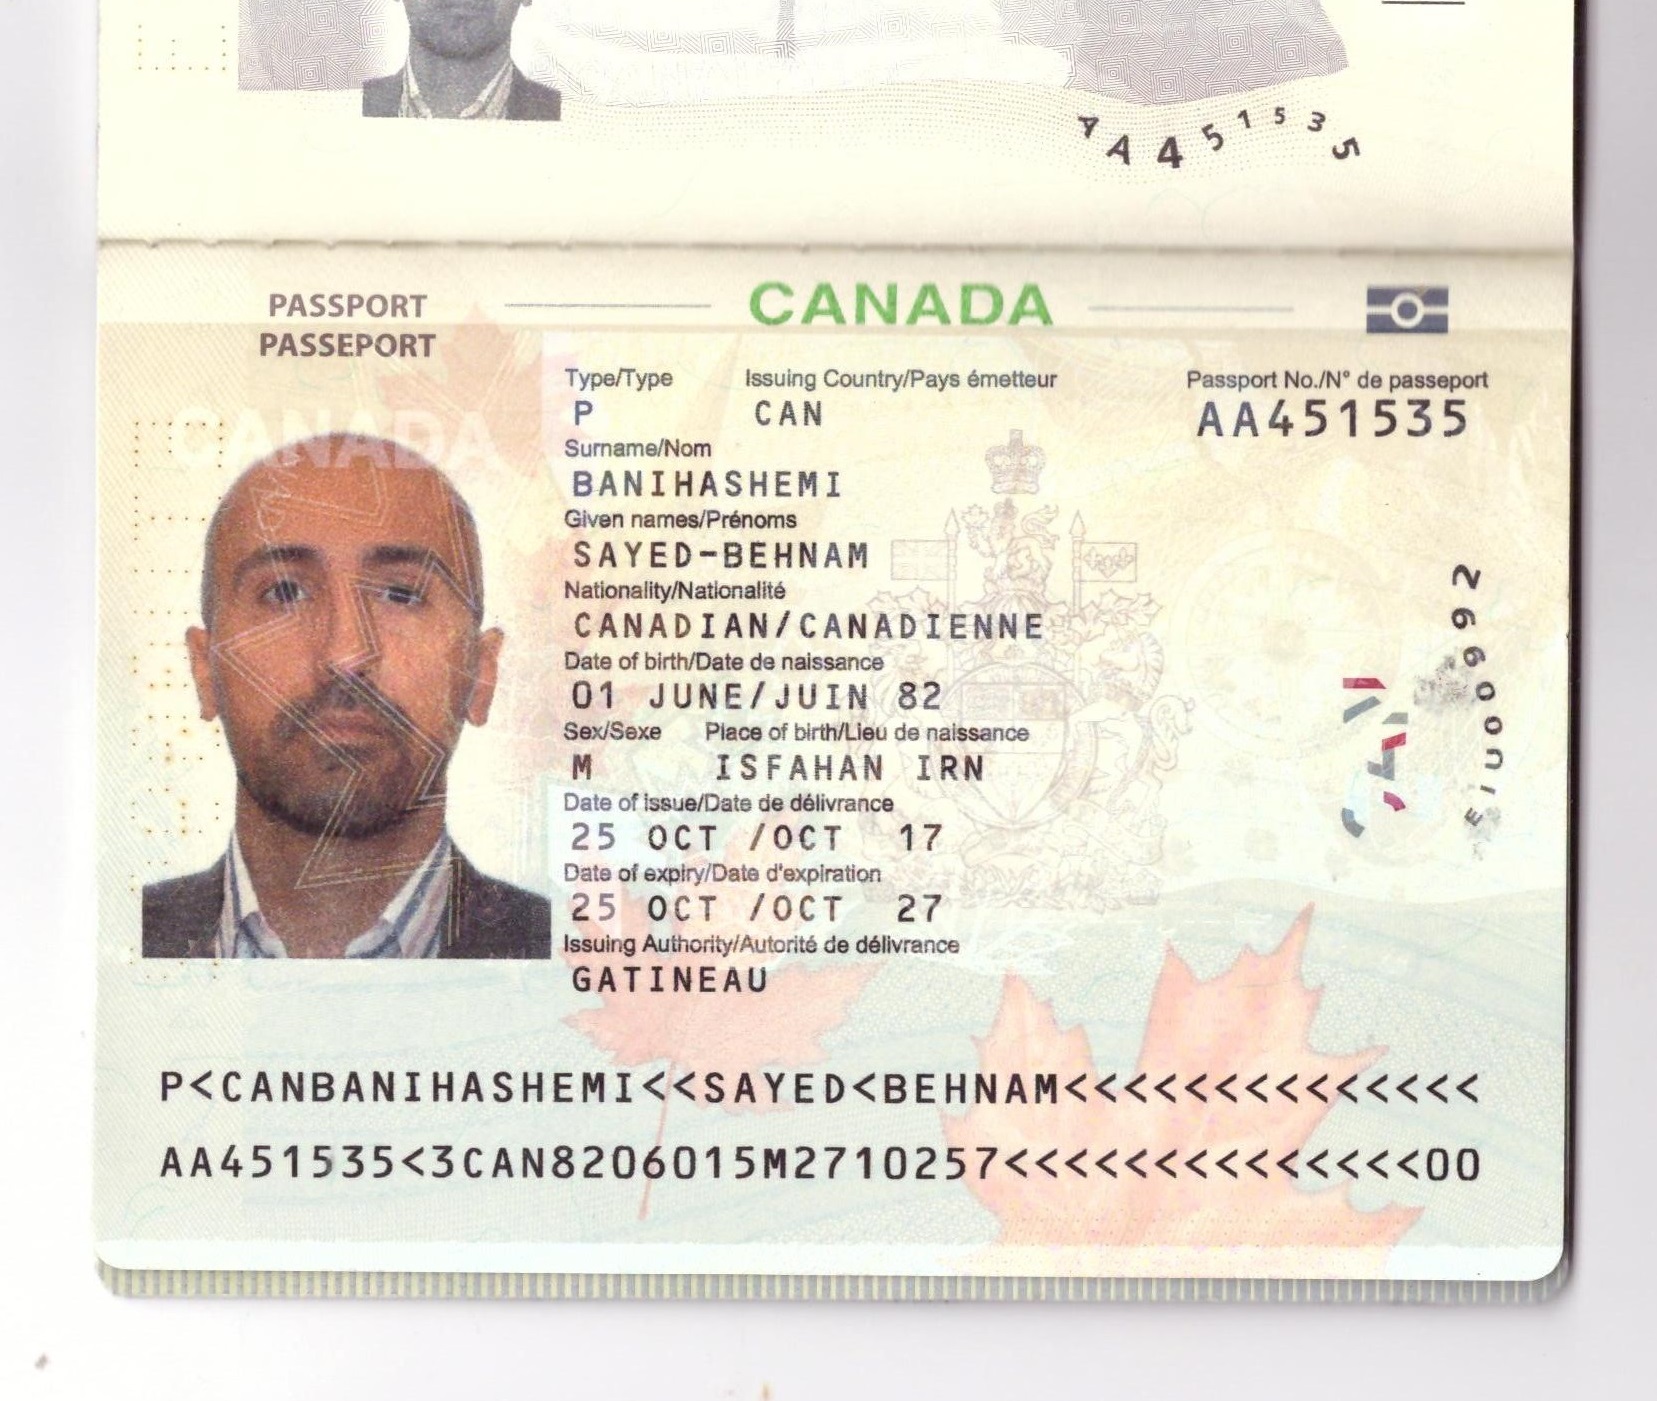 AA451535
PASSPORT
PASSEPORT
CANADA
Type/Type Issuing Country/Pays émetteur Passport No./N° de passeport
P CAN AA451535
CANADA
Surname/Nom
BANIHASHEMI
Given names/Prénoms
SAYED-BEHNAM
Nationality/Nationalité
CANADIAN/CANADIENNE
Date of birth/Date de naissance
01 JUNE/JUIN 82
Sex/Sexe Place of birth/Lieu de naissance
M ISFAHAN IRN
Date of issue/Date de délivrance
25 OCT /OCT 17
Date of expiry/Date d'expiration
25 OCT /OCT 27
Issuing Authority/Autorité de délivrance
GATINEAU
P<CANBANIHASHEMI<<SAYED<BEHNAM<<<<<<<<<<<<<<
AA451535<3CAN8206015M2710257<<<<<<<<<<<<<<00